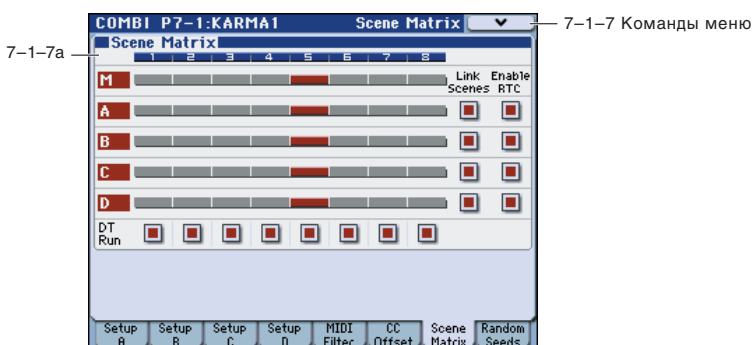 COMBI P7-1:KARMA1 Scene Matrix
7–1–7 Команды меню
7–1–7a
Scene Matrix
1 2 3 4 5 6 7 8
M Link Scenes Enable RTC
A
B
C
D
DT Run
Setup A Setup B Setup C Setup D MIDI Filter CC Offset Scene Matrix Random Seeds